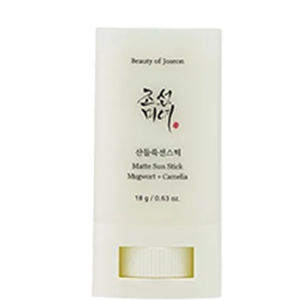 Beauty of Joseon
조선
미녀
산들쑥선스틱
Matte Sun Stick
Mugwort + Camelia
18 g / 0.63 oz.